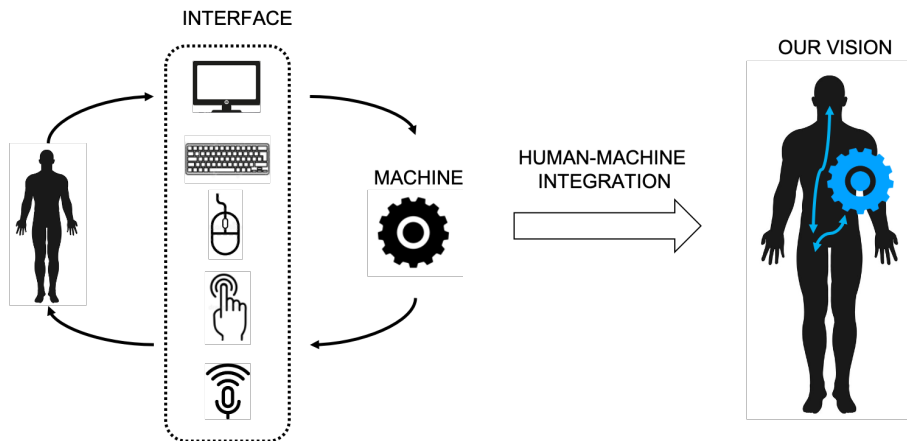 INTERFACE
OUR VISION
HUMAN-MACHINE
INTEGRATION
MACHINE